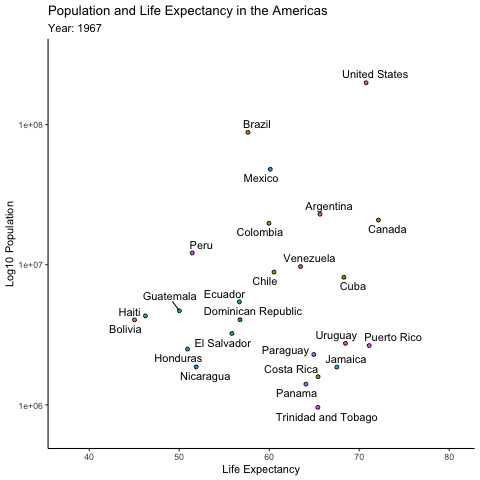 Population and Life Expectancy in the Americas
Year: 1967
United States
1e+08
Brazil
Mexico
Argentina
Colombia
Canada
Peru
Venezuela
1e+07
Chile
Cuba
Guatemala
Ecuador
Haiti
Dominican Republic
Bolivia
El Salvador
Uruguay
Puerto Rico
Honduras
Paraguay
Jamaica
Nicaragua
Costa Rica
Panama
1e+06
Trinidad and Tobago
Log10 Population
40 50 60 70 80
Life Expectancy